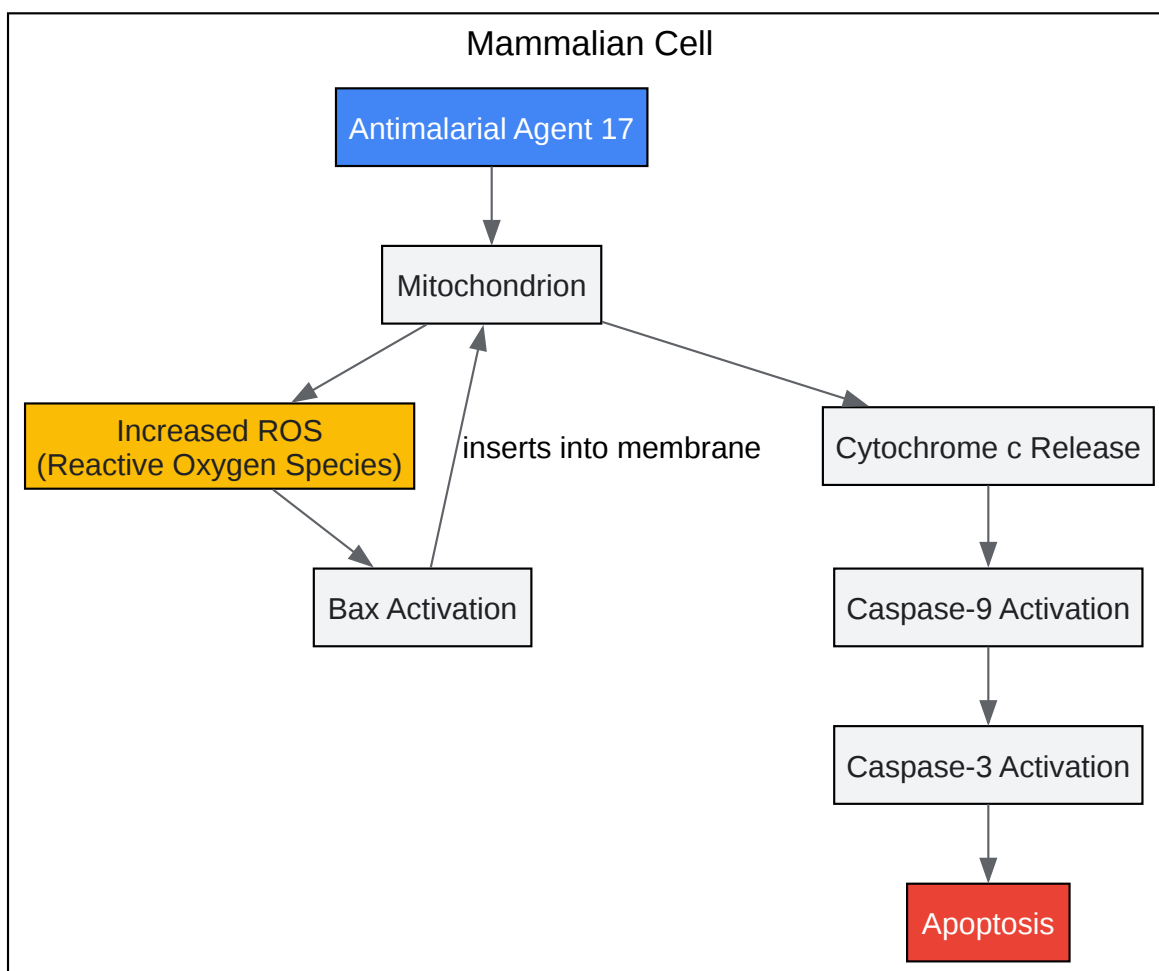 Mammalian Cell
Antimalarial Agent 17
Mitochondrion
Increased ROS
(Reactive Oxygen Species)
inserts into membrane
Cytochrome c Release
Bax Activation
Caspase-9 Activation
Caspase-3 Activation
Apoptosis